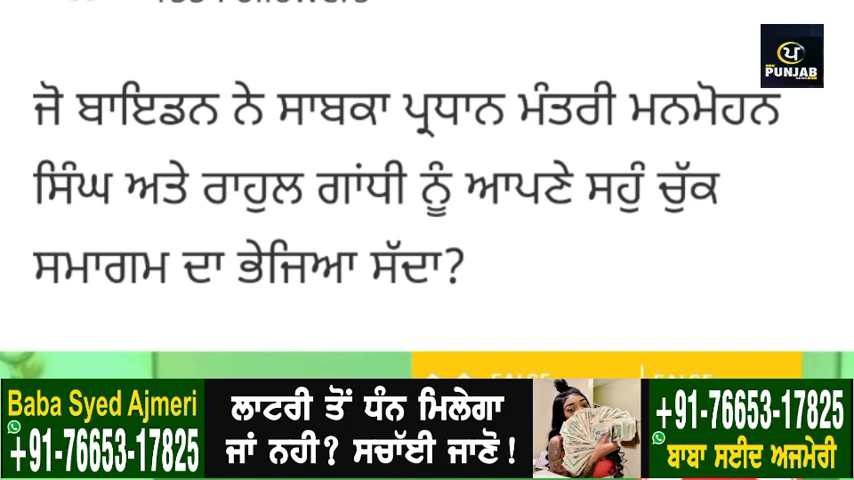 ਪ
PUNJAB
ਜੋ ਬਾਇਡਨ ਨੇ ਸਾਬਕਾ ਪ੍ਰਧਾਨ ਮੰਤਰੀ ਮਨਮੋਹਨ
ਸਿੰਘ ਅਤੇ ਰਾਹੁਲ ਗਾਂਧੀ ਨੂੰ ਆਪਣੇ ਸਹੁੰ ਚੁੱਕ
ਸਮਾਗਮ ਦਾ ਭੇਜਿਆ ਸੱਦਾ?
Baba Syed Ajmeri
+91-76653-17825
ਲਾਟਰੀ ਤੋਂ ਧੰਨ ਮਿਲੇਗਾ
ਜਾਂ ਨਹੀ? ਸਚਾੱਈ ਜਾਣੋ!
+91-76653-17825
ਬਾਬਾ ਸਈਦ ਅਜਮੇਰੀ